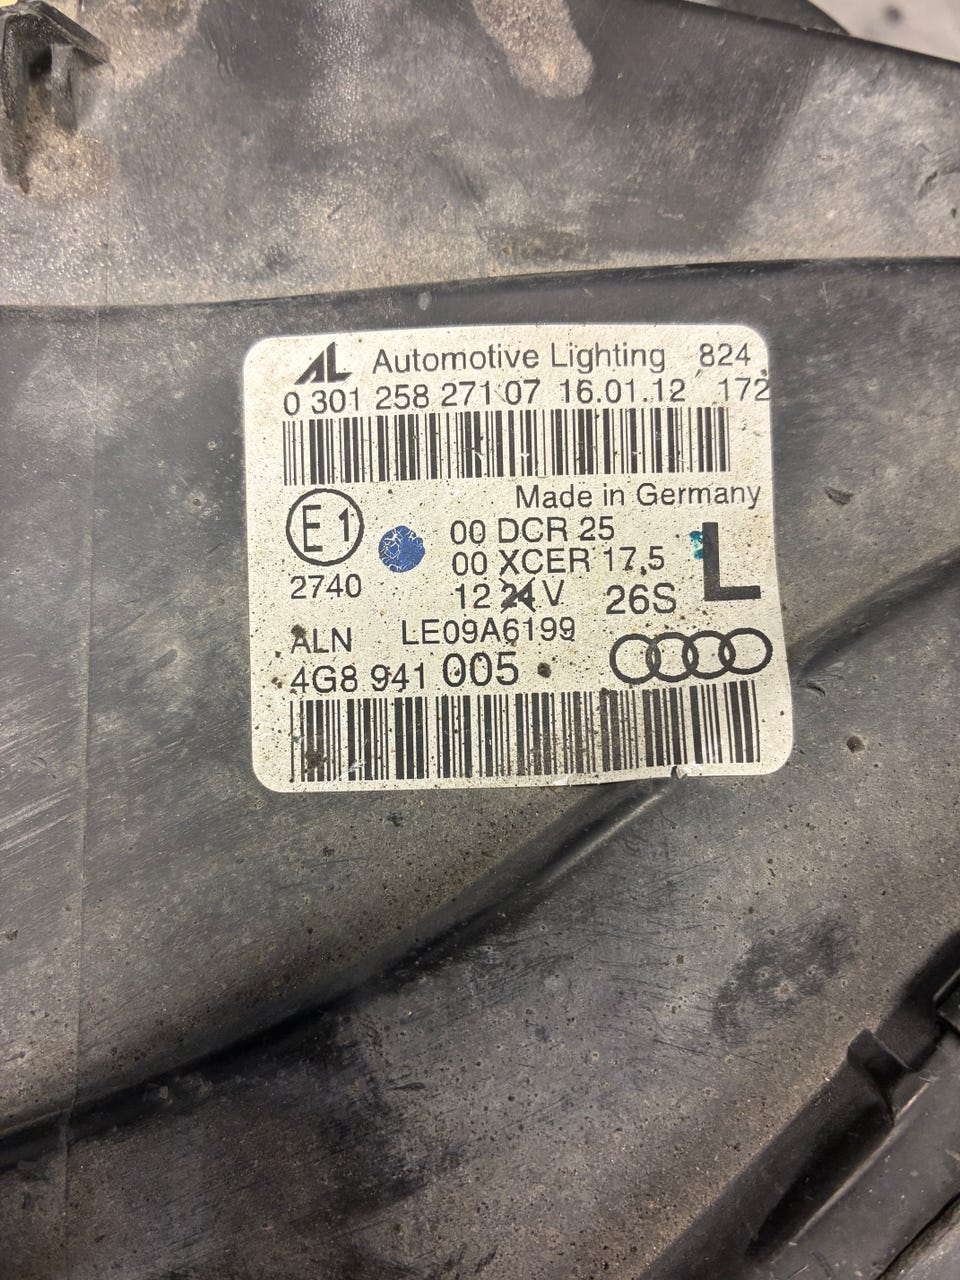 AL Automotive Lighting 824
0 301 258 271 07 16.01.12 172
Made in Germany
E1
00 DCR 25
00 XCER 17,5
L
2740
12 24 V 26S
ALN LE09A6199
4G8 941 005